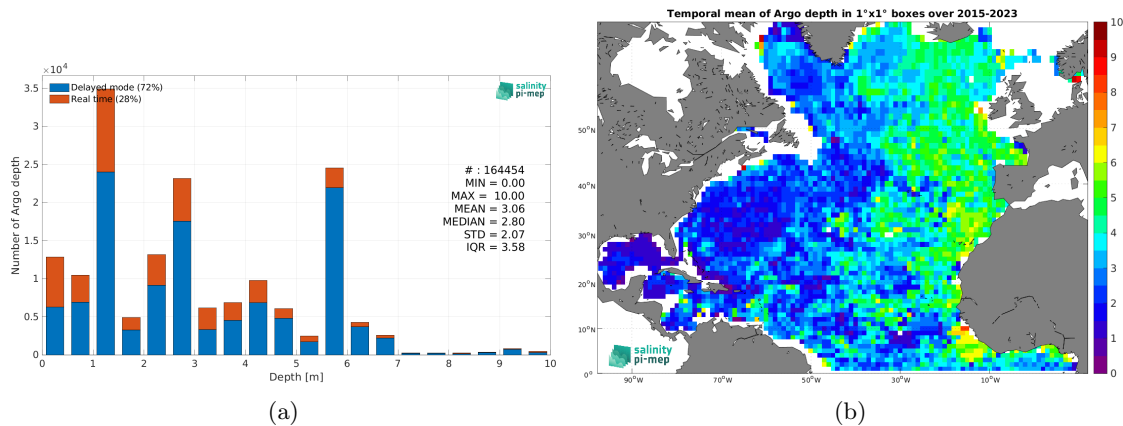 Temporal mean of Argo depth in 1°x1° boxes over 2015-2023
×10⁴
Delayed mode (72%)
Real time (28%)
salinity
pi-mep
# : 164454
MIN = 0.00
MAX = 10.00
MEAN = 3.06
MEDIAN = 2.80
STD = 2.07
IQR = 3.58
Number of Argo depth
3.5
3
2.5
2
1.5
1
0.5
0
0 1 2 3 4 5 6 7 8 9 10
Depth [m]
(a)
50°N
40°N
30°N
20°N
10°N
0°
90°W 70°W 50°W 30°W 10°W
salinity
pi-mep
10
9
8
7
6
5
4
3
2
1
0
(b)